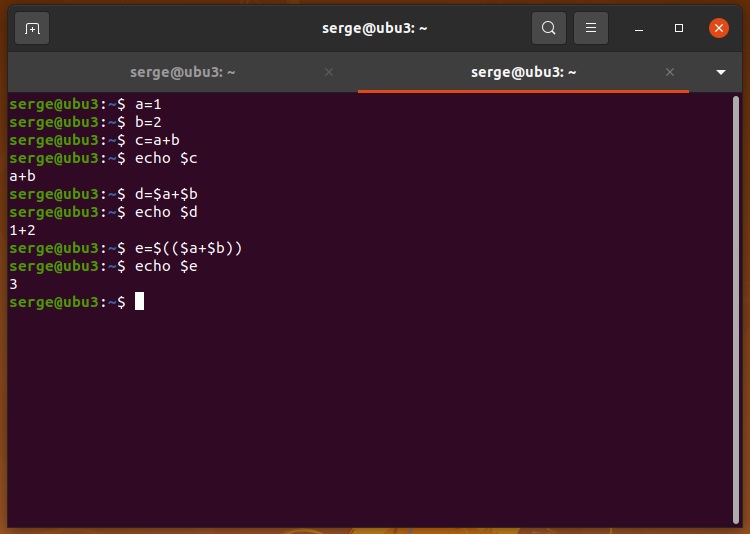 serge@ubu3: ~
serge@ubu3: ~
serge@ubu3: ~
serge@ubu3:~$ a=1
serge@ubu3:~$ b=2
serge@ubu3:~$ c=a+b
serge@ubu3:~$ echo $c
a+b
serge@ubu3:~$ d=$a+$b
serge@ubu3:~$ echo $d
1+2
serge@ubu3:~$ e=$(($a+$b))
serge@ubu3:~$ echo $e
3
serge@ubu3:~$